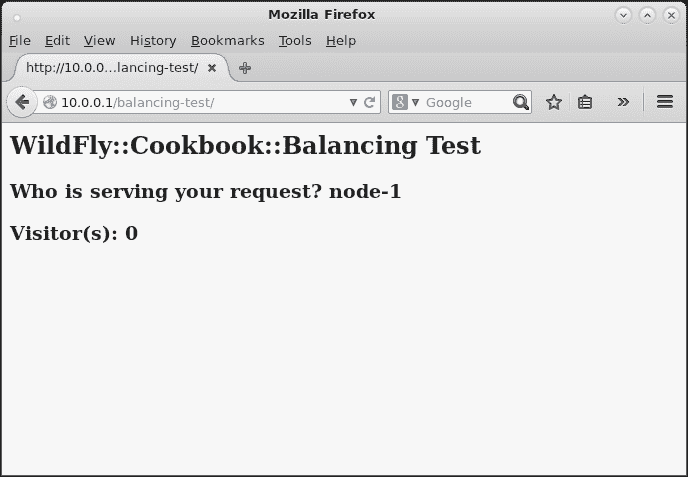 Mozilla Firefox
File Edit View History Bookmarks Tools Help
http://10.0.0...lancing-test/
10.0.0.1/balancing-test/ 8 Google
WildFly::Cookbook::Balancing Test
Who is serving your request? node-1
Visitor(s): 0